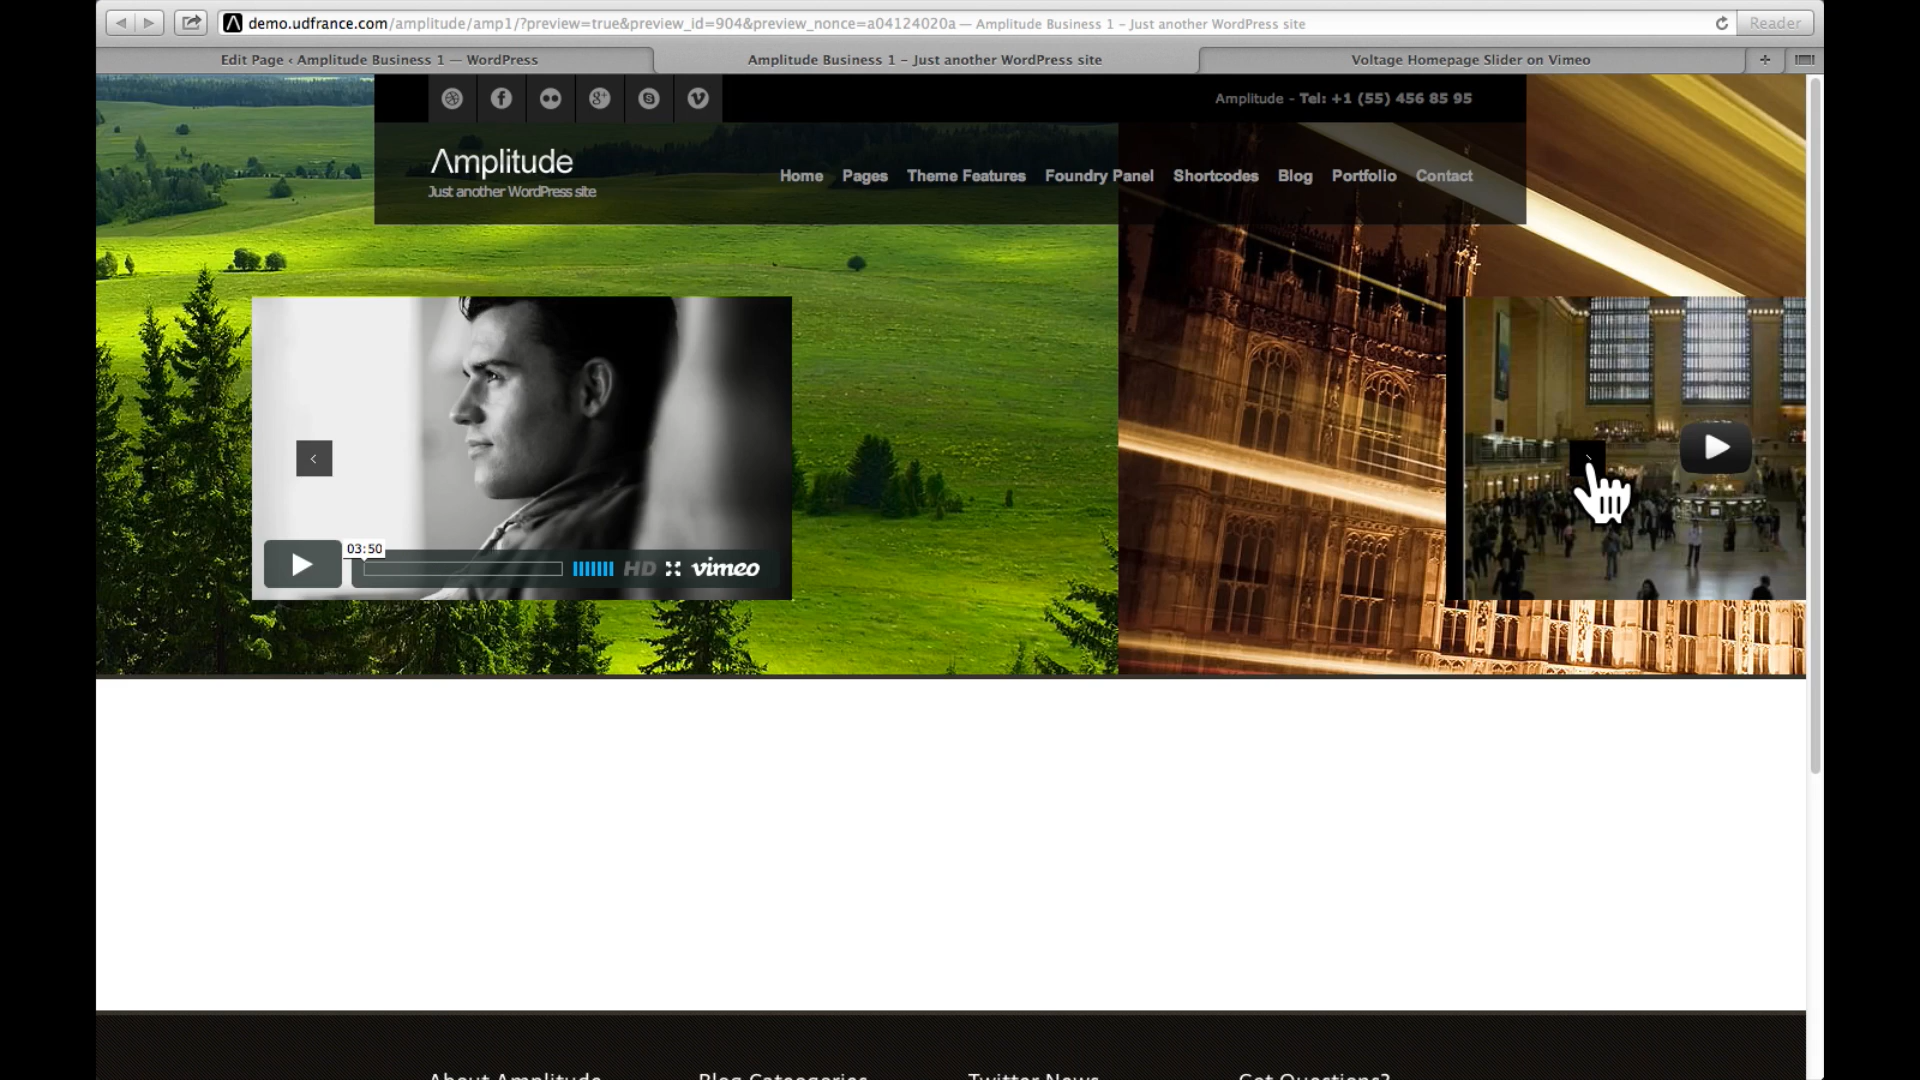 demo.udfrance.com/amplitude/amp1/?preview=true&preview_id=904&preview_nonce=a04124020a — Amplitude Business 1 – Just another WordPress site
Reader
Edit Page ‹ Amplitude Business 1 — WordPress
Amplitude Business 1 – Just another WordPress site
Voltage Homepage Slider on Vimeo
Amplitude - Tel: +1 (55) 456 85 95
Amplitude
Just another WordPress site
Home Pages Theme Features Foundry Panel Shortcodes Blog Portfolio Contact
03:50
HD vimeo
About Amplitude
Blog Categories
Twitter News
Get Questions?